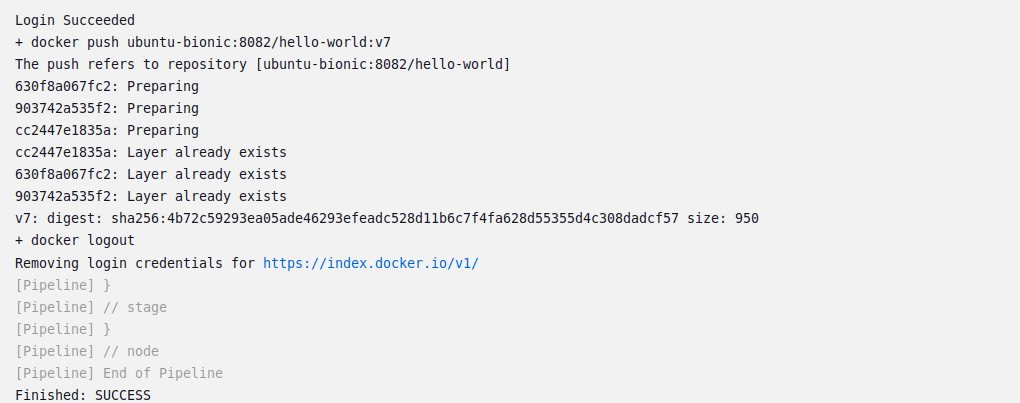 Login Succeeded
+ docker push ubuntu-bionic:8082/hello-world:v7
The push refers to repository [ubuntu-bionic:8082/hello-world]
630f8a067fc2: Preparing
903742a535f2: Preparing
cc2447e1835a: Preparing
cc2447e1835a: Layer already exists
630f8a067fc2: Layer already exists
903742a535f2: Layer already exists
v7: digest: sha256:4b72c59293ea05ade46293efeadc528d11b6c7f4fa628d55355d4c308dadcf57 size: 950
+ docker logout
Removing login credentials for https://index.docker.io/v1/
[Pipeline] }
[Pipeline] // stage
[Pipeline] }
[Pipeline] // node
[Pipeline] End of Pipeline
Finished: SUCCESS